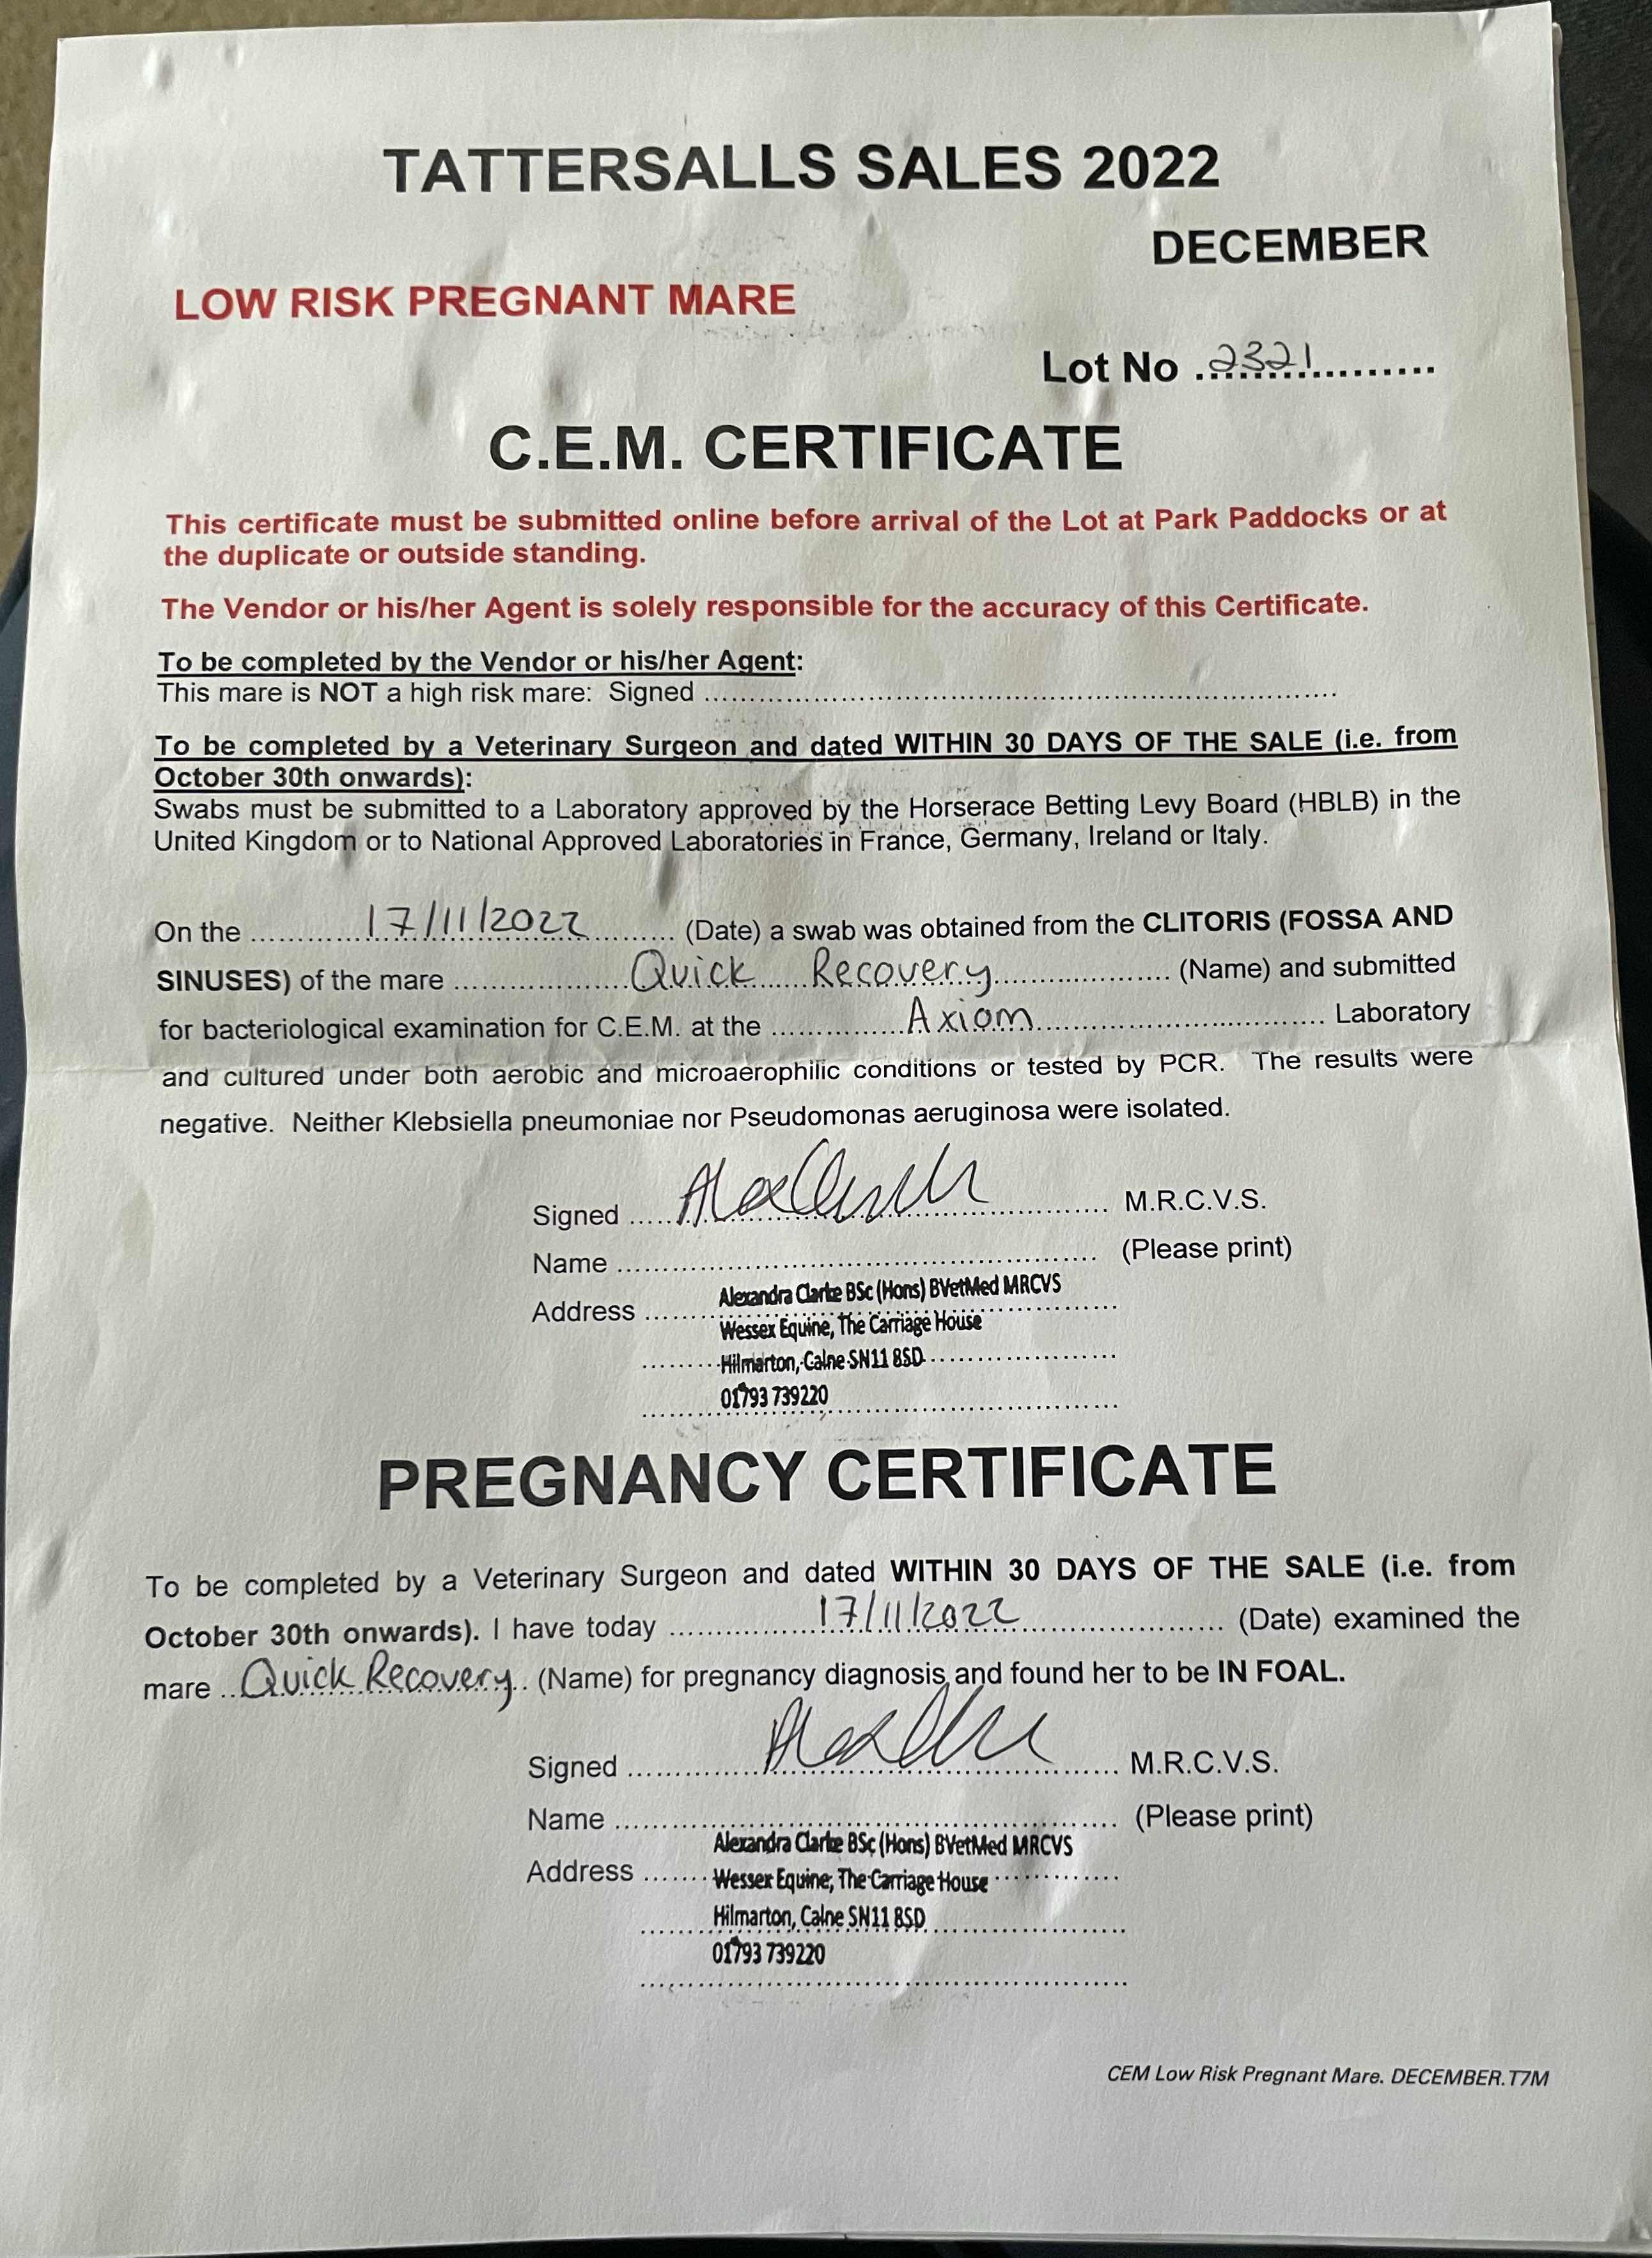 TATTERSALLS SALES 2022
DECEMBER
LOW RISK PREGNANT MARE
Lot No .2321................
C.E.M. CERTIFICATE
This certificate must be submitted online before arrival of the Lot at Park Paddocks or at
the duplicate or outside standing.
The Vendor or his/her Agent is solely responsible for the accuracy of this Certificate.
To be completed by the Vendor or his/her Agent:
This mare is NOT a high risk mare: Signed ................................................................................
To be completed by a Veterinary Surgeon and dated WITHIN 30 DAYS OF THE SALE (i.e. from
October 30th onwards):
Swabs must be submitted to a Laboratory approved by the Horserace Betting Levy Board (HBLB) in the
United Kingdom or to National Approved Laboratories in France, Germany, Ireland or Italy.
On the ...............17/11/2022........... (Date) a swab was obtained from the CLITORIS (FOSSA AND
SINUSES) of the mare .....................Quick Recovery...................... (Name) and submitted
for bacteriological examination for C.E.M. at the ................Axiom.................................... Laboratory
and cultured under both aerobic and microaerophilic conditions or tested by PCR. The results were
negative. Neither Klebsiella pneumoniae nor Pseudomonas aeruginosa were isolated.
Signed ............................................................ M.R.C.V.S.
Name ............................................................ (Please print)
Alexandra Clarke BSc (Hons) BVetMed MRCVS
Address ............................................................
Wessex Equine, The Carriage House
Hilmarton, Calne SN11 8SD
01793 739220
PREGNANCY CERTIFICATE
To be completed by a Veterinary Surgeon and dated WITHIN 30 DAYS OF THE SALE (i.e. from
October 30th onwards). I have today ..................17/11/2022......................... (Date) examined the
mare ..Quick Recovery.. (Name) for pregnancy diagnosis and found her to be IN FOAL.
Signed ............................................................ M.R.C.V.S.
Name ............................................................ (Please print)
Alexandra Clarke BSc (Hons) BVetMed MRCVS
Address ....... Wessex Equine, The Carriage House ...............
Hilmarton, Calne SN11 8SD
01793 739220
CEM Low Risk Pregnant Mare. DECEMBER.T7M